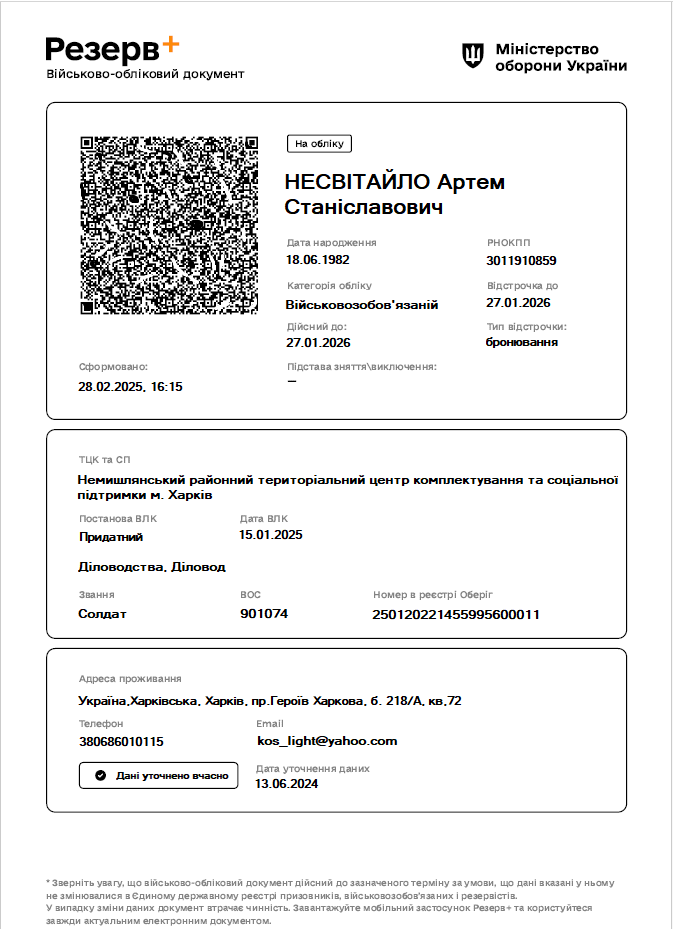 Резерв+
Військово-обліковий документ
Міністерство
оборони України
На обліку
НЕСВІТАЙЛО Артем
Станіславович
Дата народження
РНОКПП
18.06.1982
3011910859
Категорія обліку
Відстрочка до
Військовозобов'язаній
27.01.2026
Дійсний до:
Тип відстрочки:
27.01.2026
бронювання
Сформовано:
Підстава зняття\виключення:
28.02.2025, 16:15
—
ТЦК та СП
Немишлянський районний територіальний центр комплектування та соціальної
підтримки м. Харків
Постанова ВЛК
Дата ВЛК
Придатний
15.01.2025
Діловодства, Діловод
Звання
ВОС
Номер в реєстрі Оберіг
Солдат
901074
250120221455995600011
Адреса проживання
Україна,Харківська, Харків, пр.Героїв Харкова, б. 218/А, кв,72
Телефон
Email
380686010115
kos_light@yahoo.com
Дані уточнено вчасно
Дата уточнення даних
13.06.2024
* Зверніть увагу, що військово-обліковий документ дійсний до зазначеного терміну за умови, що дані вказані у ньому
не змінювалися в Єдиному державному реєстрі призовників, військовозобов'язаних і резервістів.
У випадку зміни даних документ втрачає чинність. Завантажуйте мобільний застосунок Резерв+ та користуйтеся
завжди актуальним електронним документом.